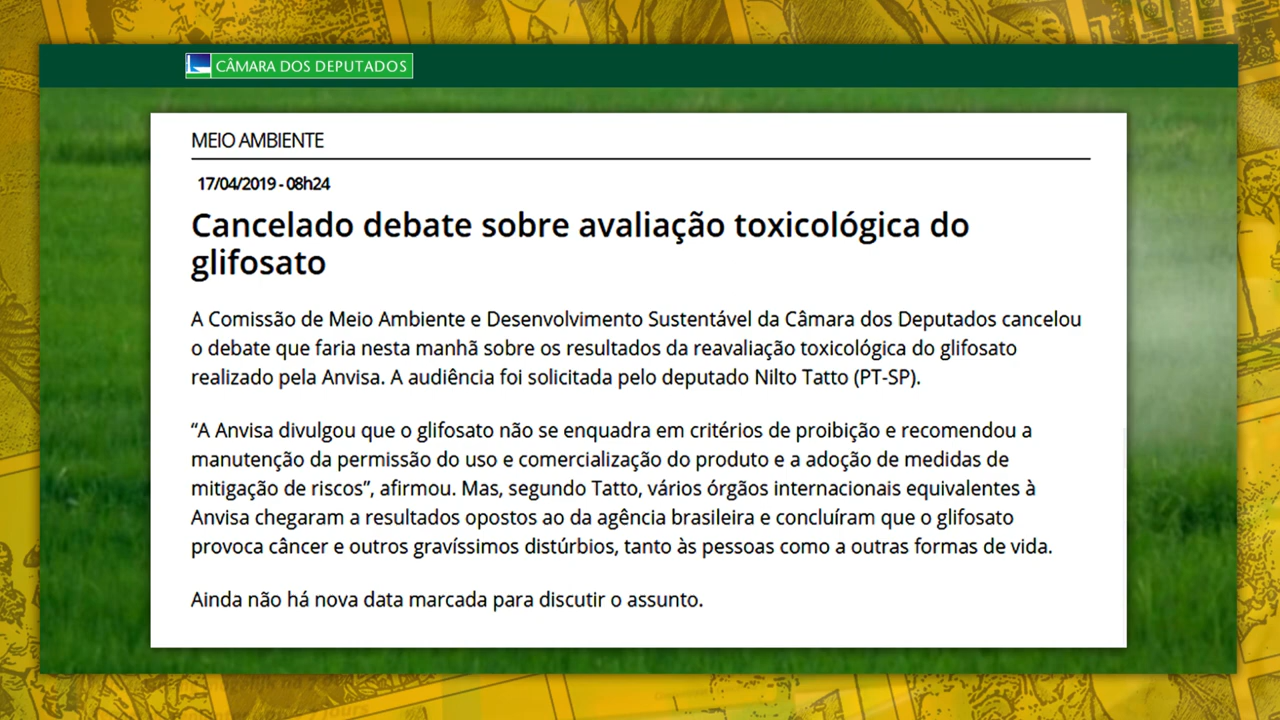 CÂMARA DOS DEPUTADOS
MEIO AMBIENTE
17/04/2019 - 08h24
Cancelado debate sobre avaliação toxicológica do
glifosato
A Comissão de Meio Ambiente e Desenvolvimento Sustentável da Câmara dos Deputados cancelou
o debate que faria nesta manhã sobre os resultados da reavaliação toxicológica do glifosato
realizado pela Anvisa. A audiência foi solicitada pelo deputado Nilto Tatto (PT-SP).
“A Anvisa divulgou que o glifosato não se enquadra em critérios de proibição e recomendou a
manutenção da permissão do uso e comercialização do produto e a adoção de medidas de
mitigação de riscos”, afirmou. Mas, segundo Tatto, vários órgãos internacionais equivalentes à
Anvisa chegaram a resultados opostos ao da agência brasileira e concluíram que o glifosato
provoca câncer e outros gravíssimos distúrbios, tanto às pessoas como a outras formas de vida.
Ainda não há nova data marcada para discutir o assunto.